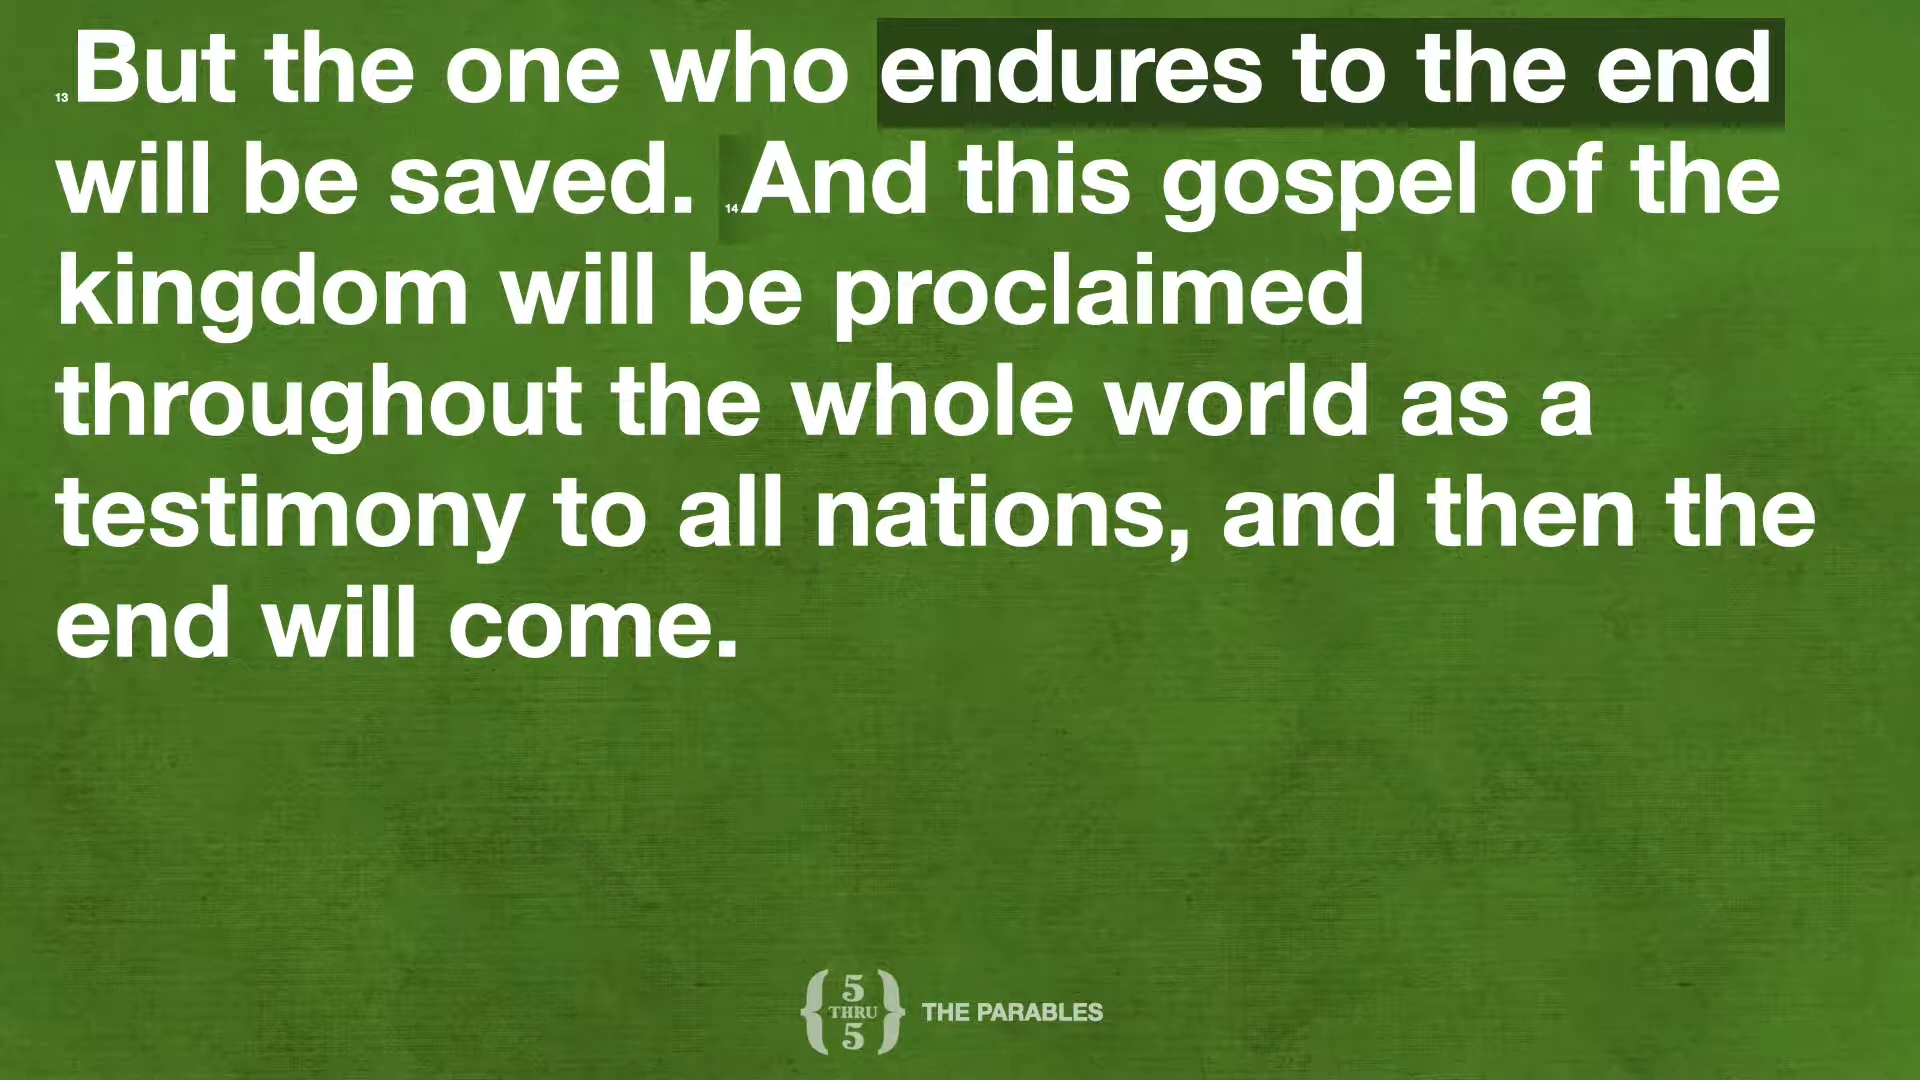 13 But the one who endures to the end
will be saved. 14 And this gospel of the
kingdom will be proclaimed
throughout the whole world as a
testimony to all nations, and then the
end will come.
5
THRU
5
THE PARABLES